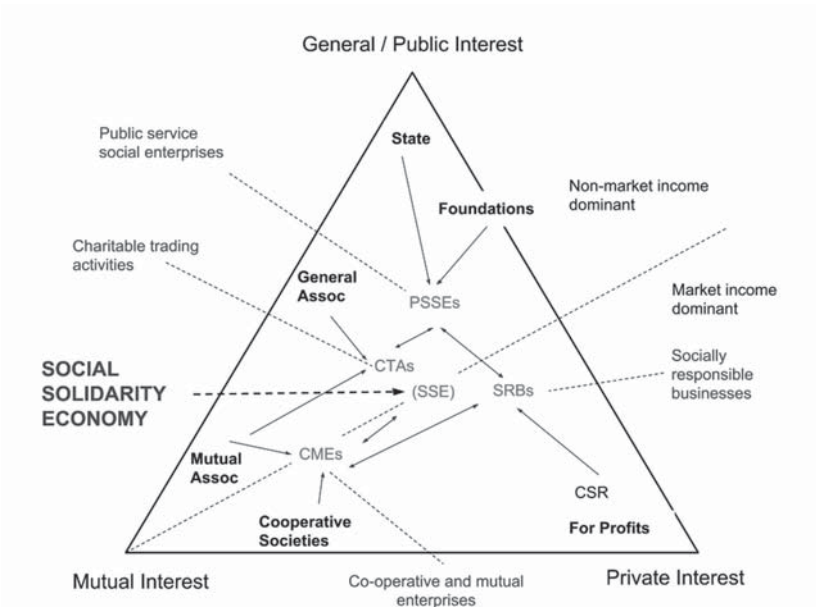 General / Public Interest
Public service
social enterprises
State
Non-market income
dominant
Foundations
Charitable trading
activities
General
Assoc
PSSEs
Market income
dominant
CTAs
SOCIAL
SOLIDARITY
ECONOMY
(SSE)
SRBs
Socially
responsible
businesses
Mutual
Assoc
CMEs
CSR
Cooperative
Societies
For Profits
Mutual Interest
Co-operative and mutual
enterprises
Private Interest